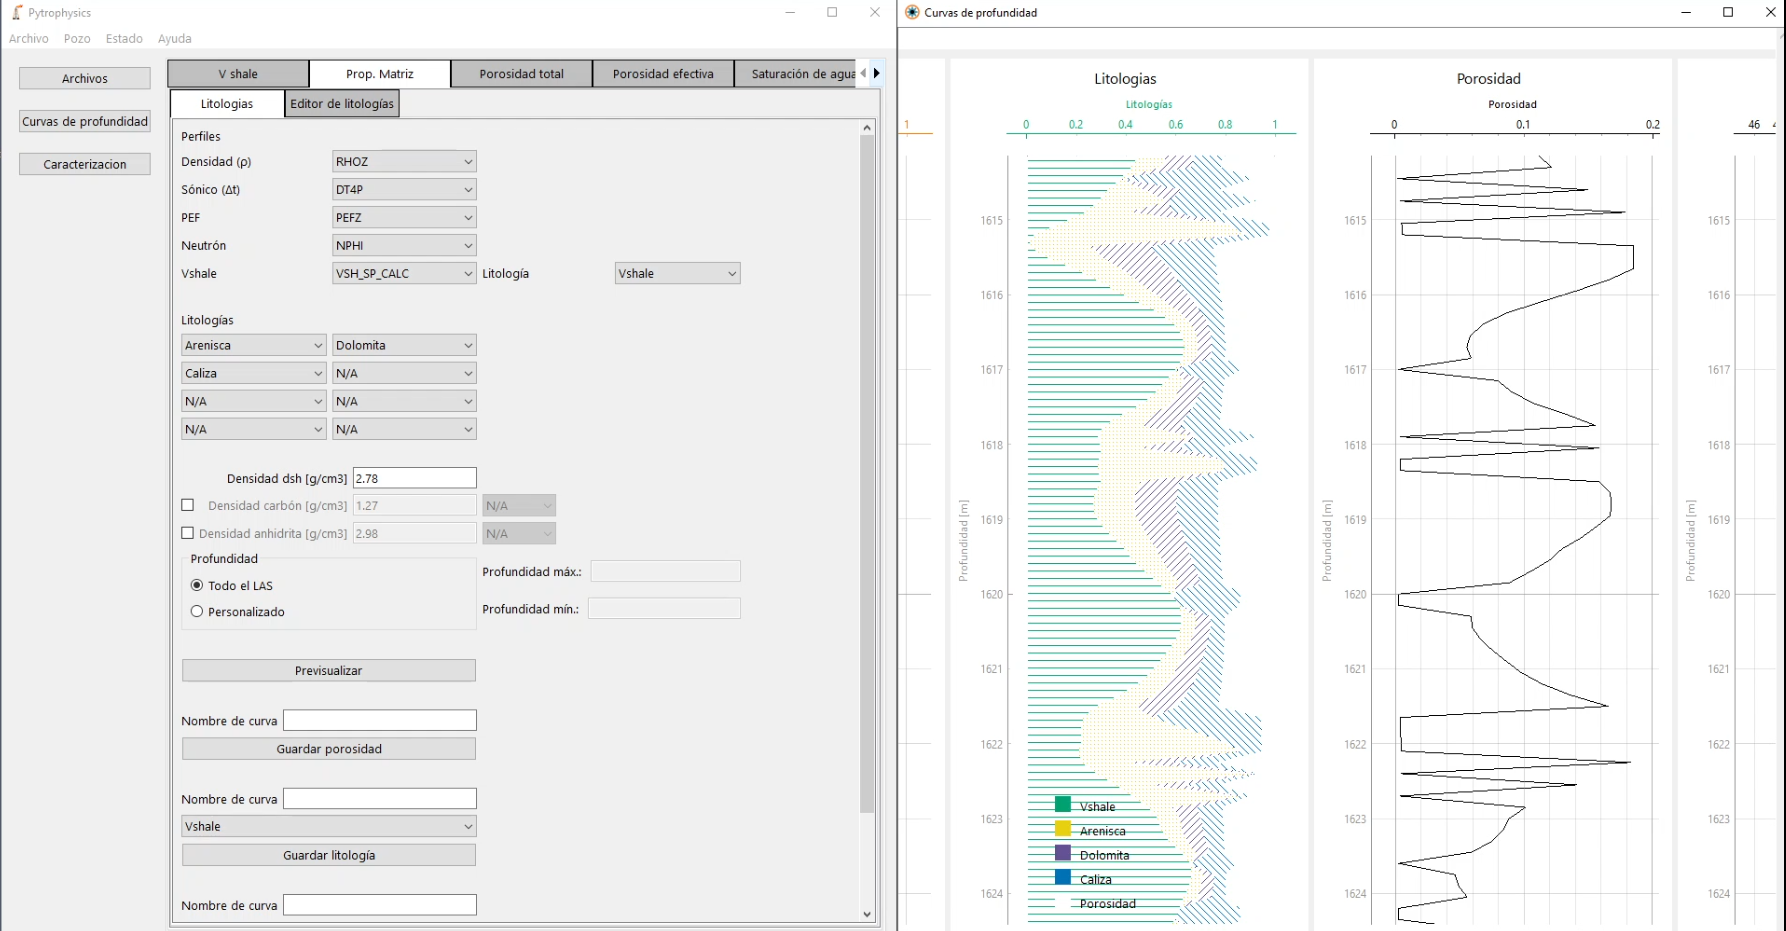 Pytrophysics
Archivo Pozo Estado Ayuda
Archivos
Curvas de profundidad
Caracterizacion
V shale Prop. Matriz Porosidad total Porosidad efectiva Saturación de agua
Litologias Editor de litologías
Perfiles
Densidad (ρ) RHOZ
Sónico (Δt) DT4P
PEF PEFZ
Neutrón NPHI
Vshale VSH_SP_CALC Litología Vshale
Litologías
Arenisca Dolomita
Caliza N/A
N/A N/A
N/A N/A
Densidad dsh [g/cm3] 2.78
Densidad carbón [g/cm3] 1.27 N/A
Densidad anhidrita [g/cm3] 2.98 N/A
Profundidad
Todo el LAS
Personalizado
Profundidad máx.:
Profundidad mín.:
Previsualizar
Nombre de curva
Guardar porosidad
Nombre de curva
Vshale
Guardar litología
Nombre de curva
Curvas de profundidad
1
Litologias
Litologías
0 0.2 0.4 0.6 0.8 1
Profundidad [m]
1615
1616
1617
1618
1619
1620
1621
1622
1623
1624
Vshale
Arenisca
Dolomita
Caliza
Porosidad
Porosidad
Porosidad
0 0.1 0.2
Profundidad [m]
1615
1616
1617
1618
1619
1620
1621
1622
1623
1624
46
Profundidad [m]
1615
1616
1617
1618
1619
1620
1621
1622
1623
1624